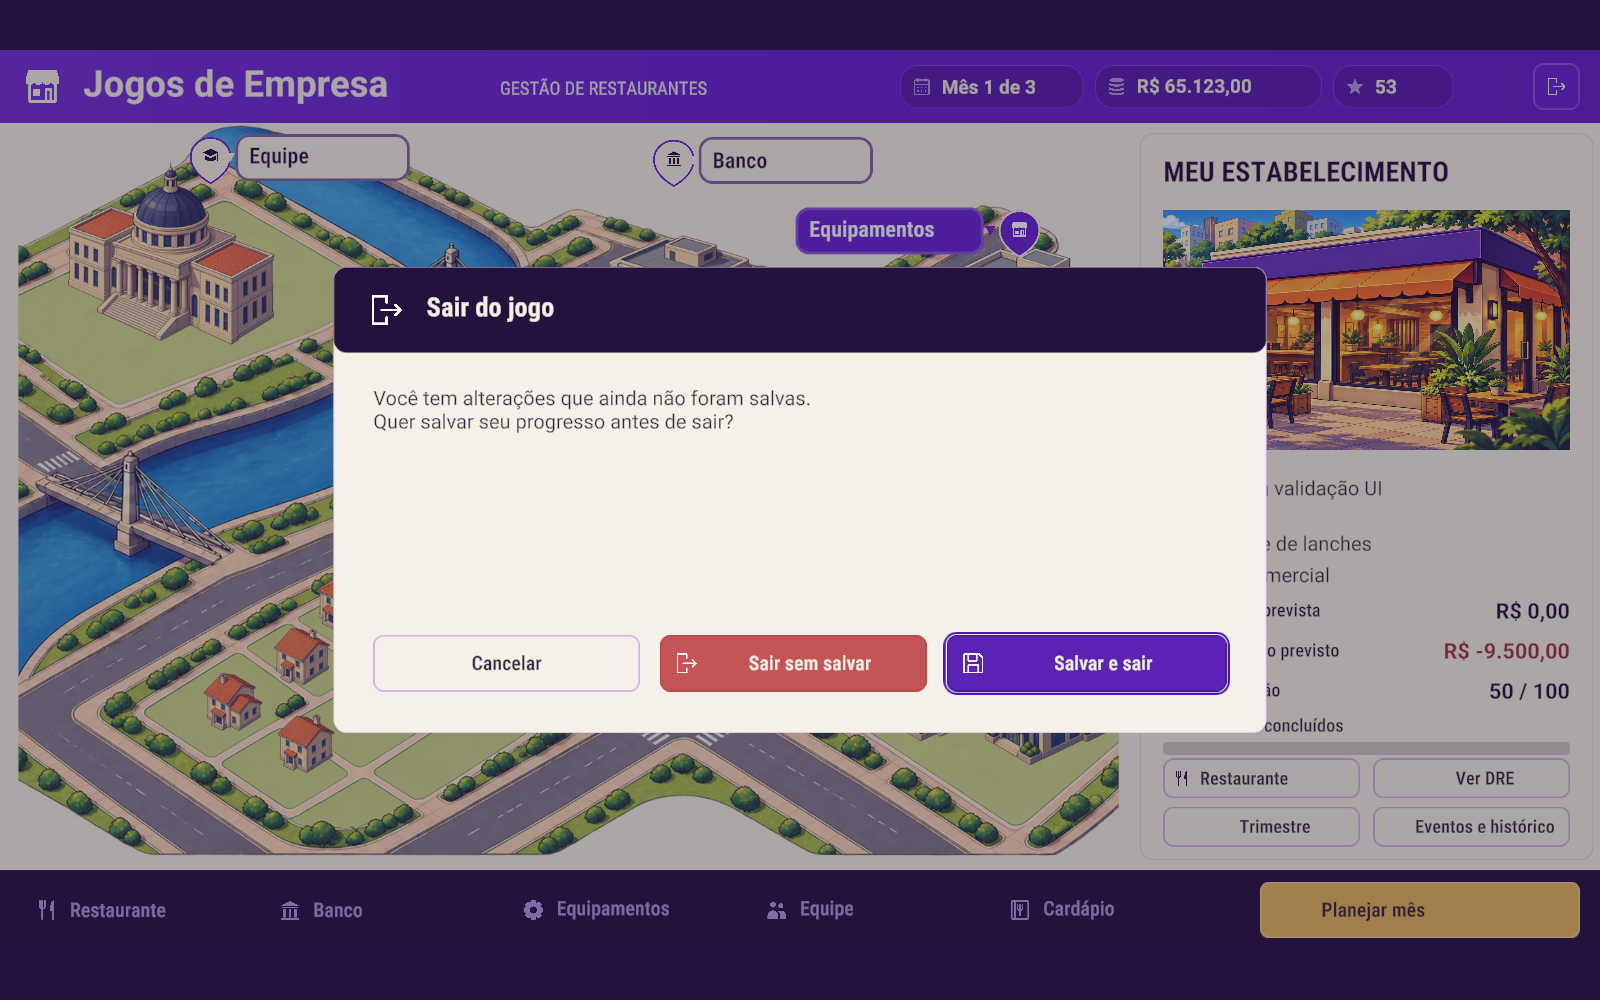 Jogos de Empresa
GESTÃO DE RESTAURANTES
Mês 1 de 3
R$ 65.123,00
53
Equipe
Banco
Equipamentos
MEU ESTABELECIMENTO
Sair do jogo
Você tem alterações que ainda não foram salvas.
Quer salvar seu progresso antes de sair?
Cancelar
Sair sem salvar
Salvar e sair
validação UI
de lanches
R$ 0,00
previsto
R$ -9.500,00
50 / 100
concluídos
Restaurante
Ver DRE
Trimestre
Eventos e histórico
Restaurante
Banco
Equipamentos
Equipe
Cardápio
Planejar mês